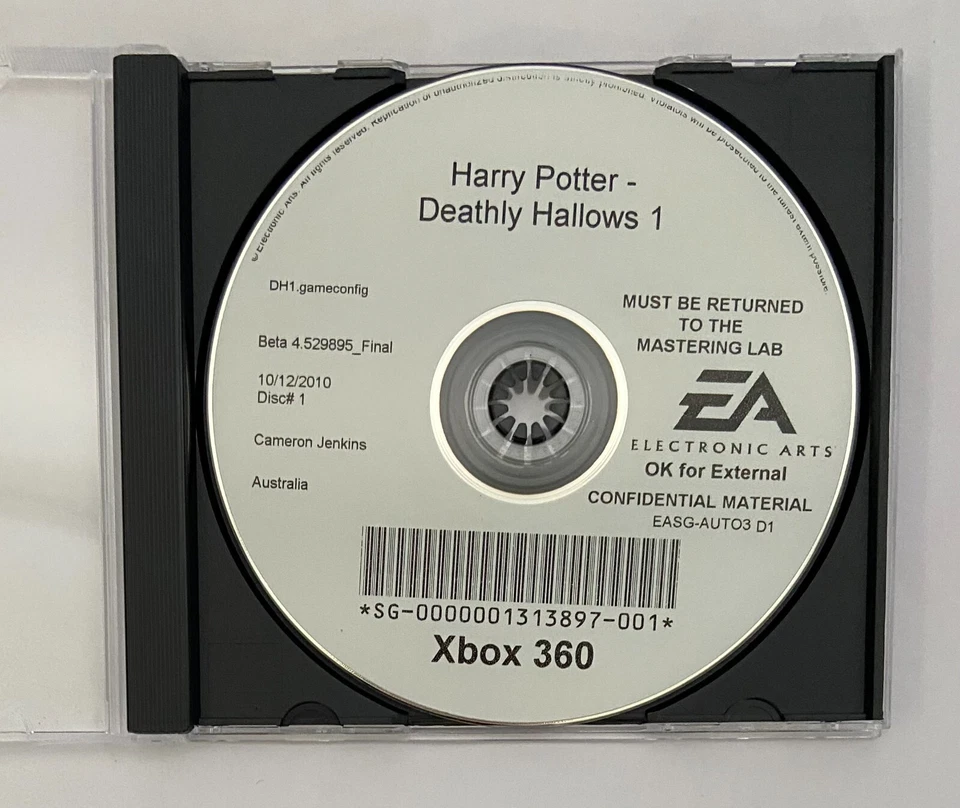 © Electronic Arts. All rights reserved. Replication or unauthorized distribution is strictly prohibited. Violators will be prosecuted to the fullest extent possible.
Harry Potter -
Deathly Hallows 1
DH1.gameconfig
Beta 4.529895_Final
10/12/2010
Disc# 1
Cameron Jenkins
Australia
MUST BE RETURNED
TO THE
MASTERING LAB
EA
ELECTRONIC ARTS
OK for External
CONFIDENTIAL MATERIAL
EASG-AUTO3 D1
*SG-0000001313897-001*
Xbox 360